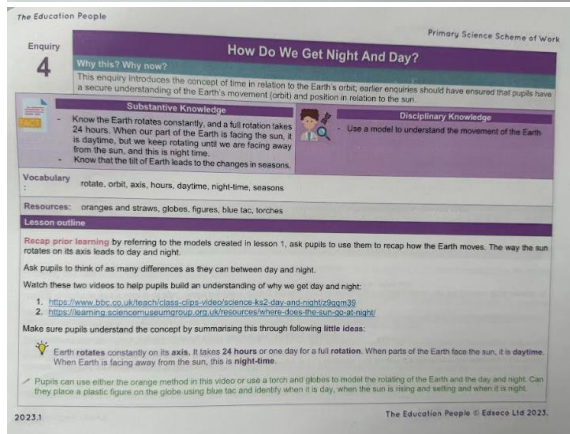 The Education People
Primary Science Scheme of Work
Enquiry
4
How Do We Get Night And Day?
Why this? Why now?
This enquiry introduces the concept of time in relation to the Earth's orbit; earlier enquiries should have ensured that pupils have
a secure understanding of the Earth's movement (orbit) and position in relation to the sun.
Substantive Knowledge
- Know the Earth rotates constantly, and a full rotation takes
24 hours. When our part of the Earth is facing the sun, it
is daytime, but we keep rotating until we are facing away
from the sun, and this is night time.
- Know that the tilt of Earth leads to the changes in seasons.
Disciplinary Knowledge
- Use a model to understand the movement of the Earth
Vocabulary
:
rotate, orbit, axis, hours, daytime, night-time, seasons
Resources: oranges and straws, globes, figures, blue tac, torches
Lesson outline
Recap prior learning by referring to the models created in lesson 1, ask pupils to use them to recap how the Earth moves. The way the sun
rotates on its axis leads to day and night.
Ask pupils to think of as many differences as they can between day and night.
Watch these two videos to help pupils build an understanding of why we get day and night:
1. https://www.bbc.co.uk/teach/class-clips-video/science-ks2-day-and-night/z9gqm39
2. https://learning.sciencemuseumgroup.org.uk/resources/where-does-the-sun-go-at-night/
Make sure pupils understand the concept by summarising this through following little ideas:
Earth rotates constantly on its axis. It takes 24 hours or one day for a full rotation. When parts of the Earth face the sun, it is daytime.
When Earth is facing away from the sun, this is night-time.
Pupils can use either the orange method in this video or use a torch and globes to model the rotating of the Earth and the day and night. Can
they place a plastic figure on the globe using blue tac and identify when it is day, when the sun is rising and setting and when it is night.
2023.1
The Education People © Edseco Ltd 2023.